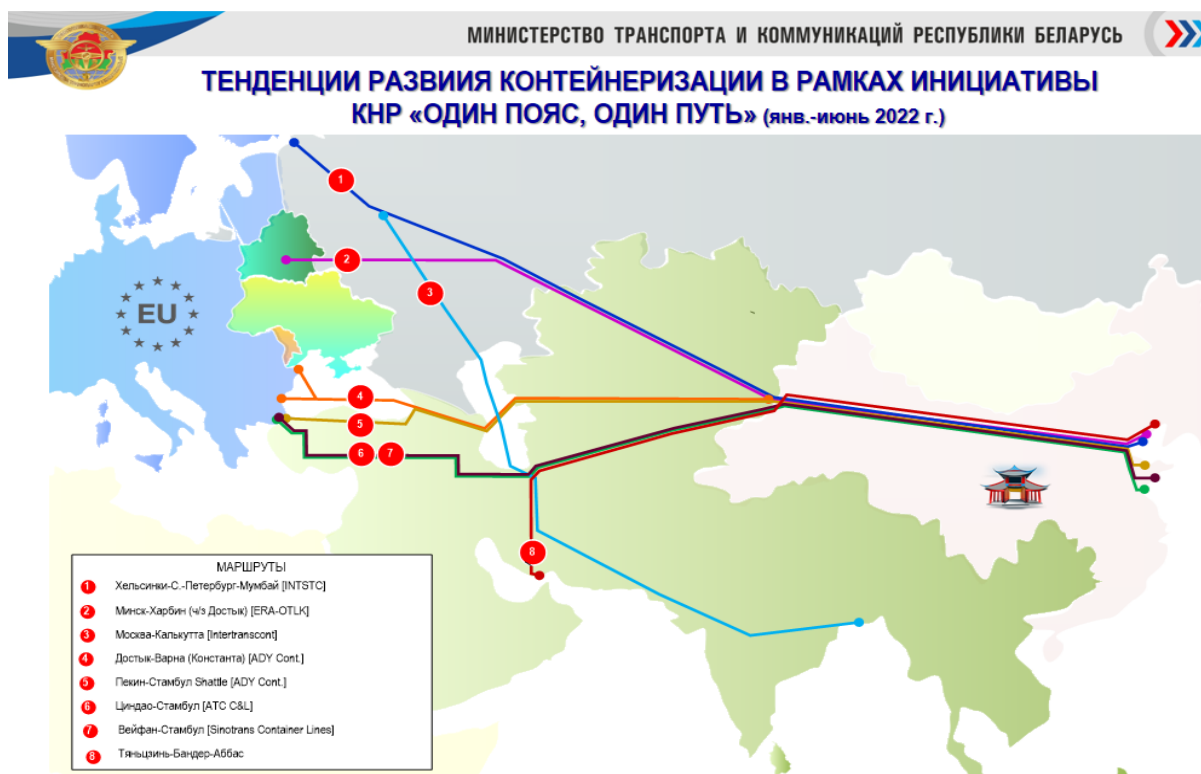 МИНИСТЕРСТВО ТРАНСПОРТА И КОММУНИКАЦИЙ РЕСПУБЛИКИ БЕЛАРУСЬ
ТЕНДЕНЦИИ РАЗВИИЯ КОНТЕЙНЕРИЗАЦИИ В РАМКАХ ИНИЦИАТИВЫ
КНР «ОДИН ПОЯС, ОДИН ПУТЬ» (янв.-июнь 2022 г.)
1
2
3
EU
4
5
6 7
8
МАРШРУТЫ
1 Хельсинки-С.-Петербург-Мумбай [INTSTC]
2 Минск-Харбин (ч/з Достык) [ERA-OTLK]
3 Москва-Калькутта [Intertranscont]
4 Достык-Варна (Константа) [ADY Cont.]
5 Пекин-Стамбул Shattle [ADY Cont.]
6 Циндао-Стамбул [ATC C&L]
7 Вейфан-Стамбул [Sinotrans Container Lines]
8 Тяньцзинь-Бандер-Аббас